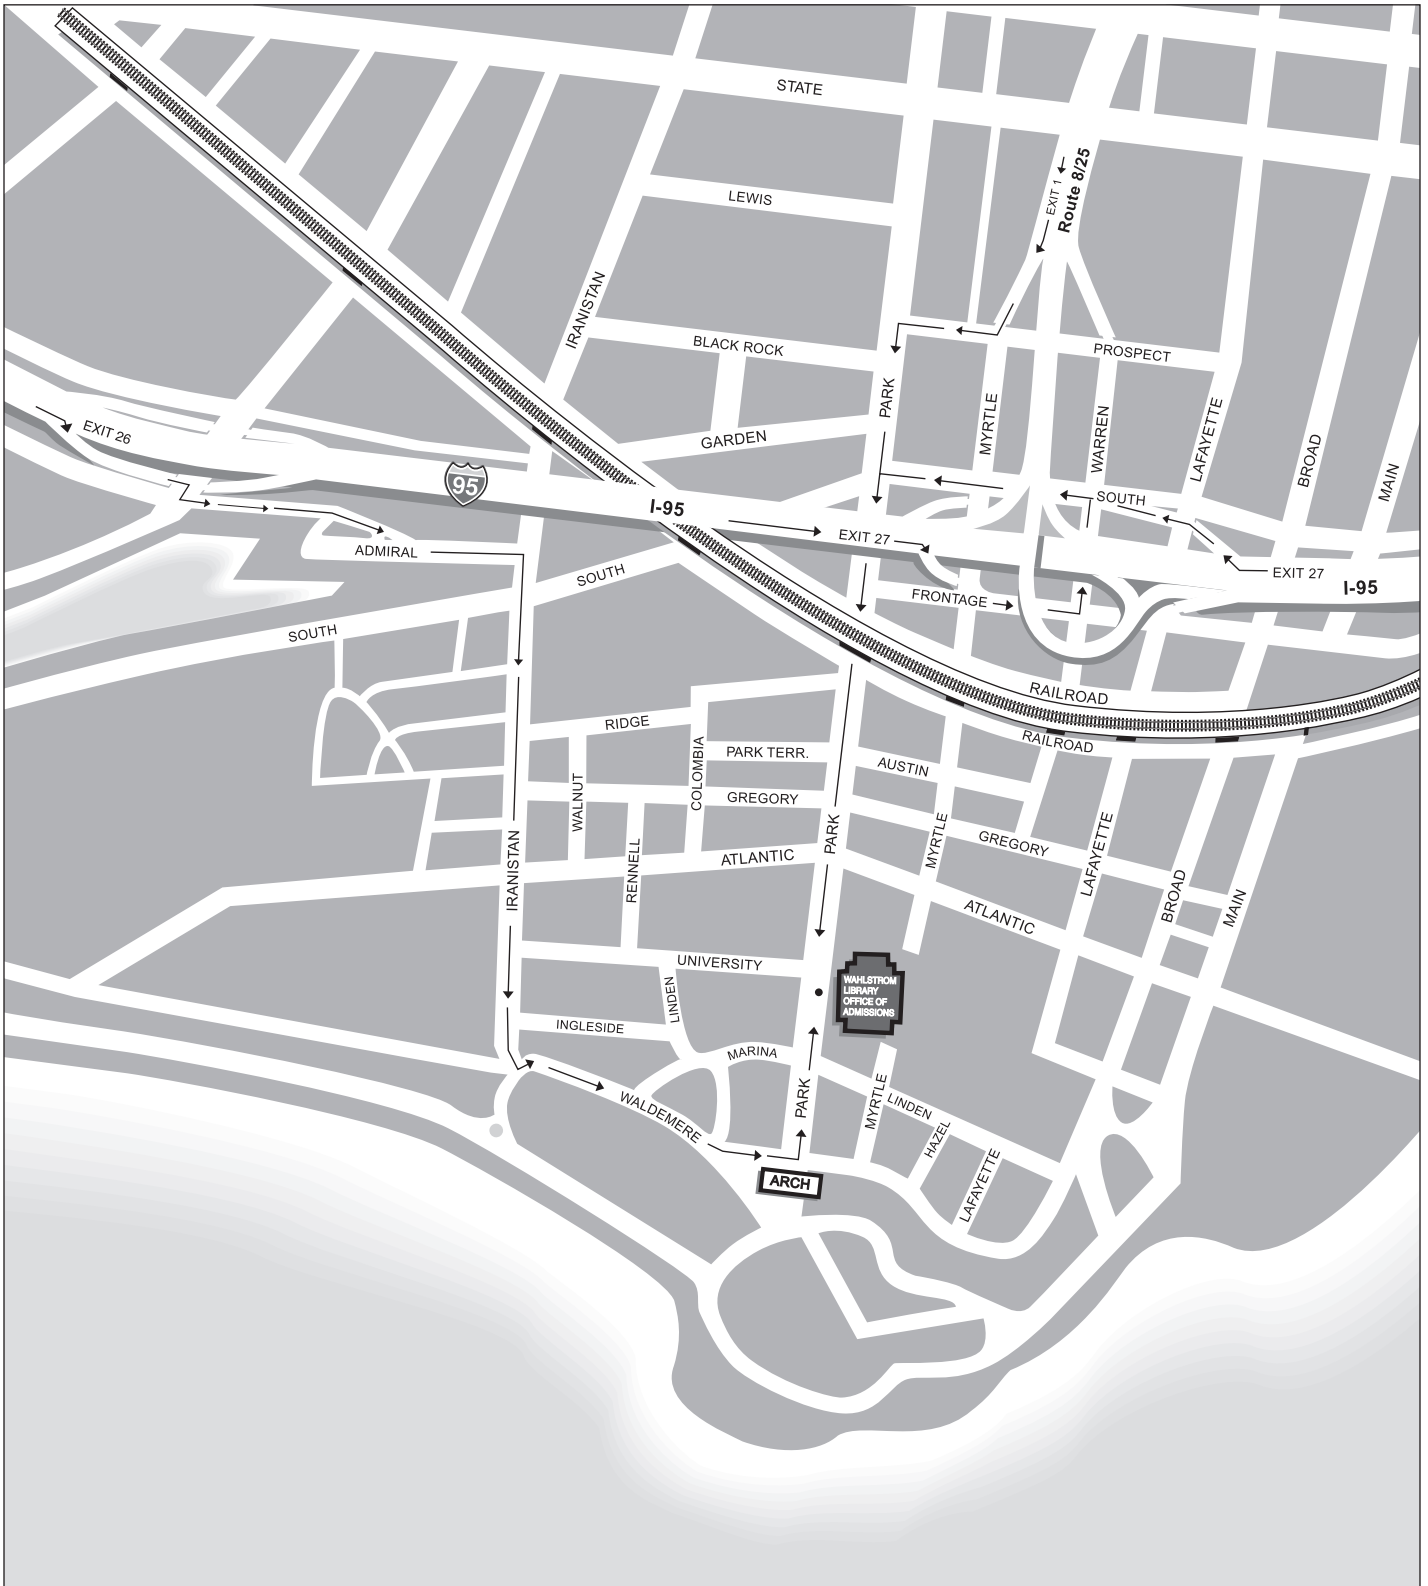 STATE
EXIT 1
Route 8/25
LEWIS
IRANISTAN
BLACK ROCK
PROSPECT
PARK
MYRTLE
WARREN
LAFAYETTE
BROAD
MAIN
EXIT 26
GARDEN
95
I-95
SOUTH
EXIT 27
ADMIRAL
SOUTH
EXIT 27
I-95
FRONTAGE
SOUTH
RAILROAD
RIDGE
RAILROAD
PARK TERR.
AUSTIN
COLOMBIA
WALNUT
GREGORY
PARK
MYRTLE
GREGORY
LAFAYETTE
ATLANTIC
IRANISTAN
RENNELL
BROAD
MAIN
ATLANTIC
UNIVERSITY
WAHLSTROM
LIBRARY
OFFICE OF
ADMISSIONS
LINDEN
INGLESIDE
MARINA
PARK
MYRTLE
LINDEN
WALDEMERE
HAZEL
LAFAYETTE
ARCH